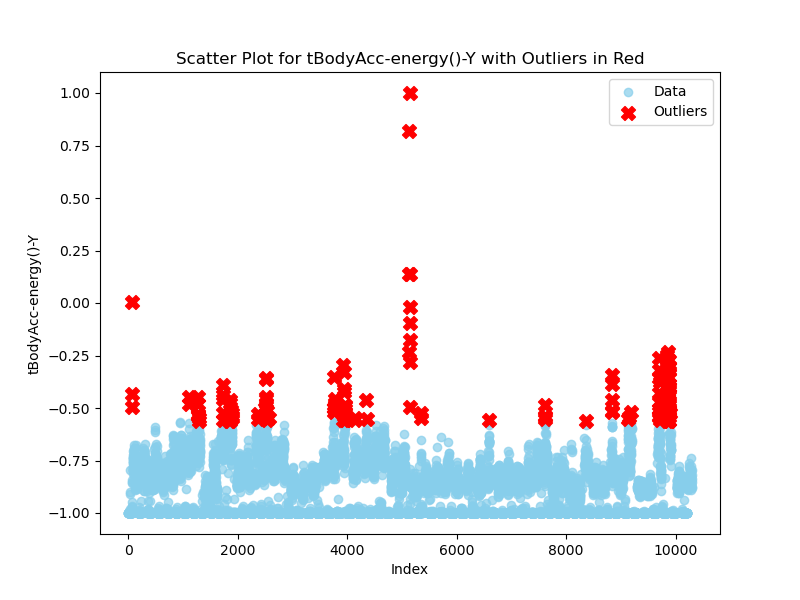 Scatter Plot for tBodyAcc-energy()-Y with Outliers in Red
Data
Outliers
1.00
0.75
0.50
0.25
0.00
−0.25
−0.50
−0.75
−1.00
tBodyAcc-energy()-Y
0 2000 4000 6000 8000 10000
Index